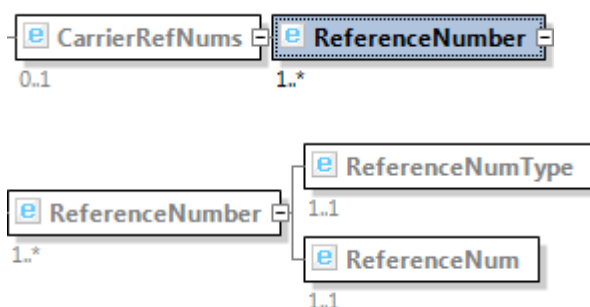 e CarrierRefNums
e ReferenceNumber
0..1
1..*
e ReferenceNumType
1..1
e ReferenceNumber
1..*
e ReferenceNum
1..1